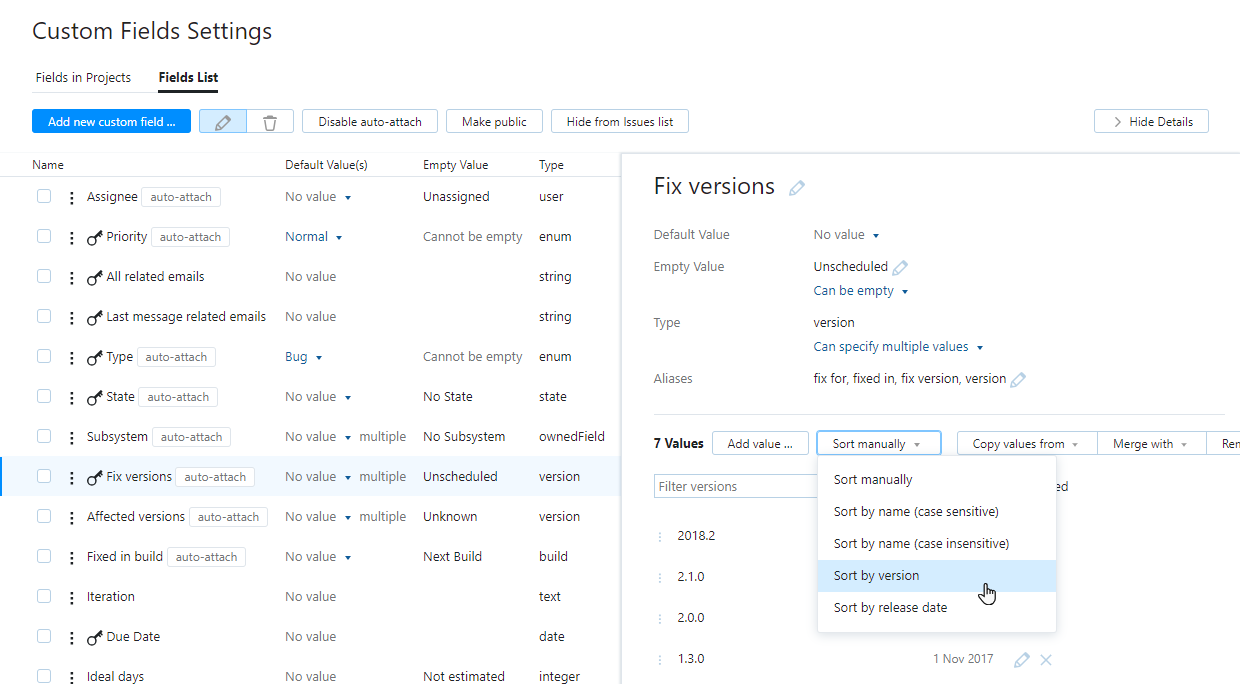 Custom Fields Settings
Fields in Projects Fields List
Add new custom field ... Disable auto-attach Make public Hide from Issues list Hide Details
Name Default Value(s) Empty Value Type
Assignee auto-attach No value Unassigned user
Priority auto-attach Normal Cannot be empty enum
All related emails No value string
Last message related emails No value string
Type auto-attach Bug Cannot be empty enum
State auto-attach No value No State state
Subsystem auto-attach No value multiple No Subsystem ownedField
Fix versions auto-attach No value multiple Unscheduled version
Affected versions auto-attach No value multiple Unknown version
Fixed in build auto-attach No value Next Build build
Iteration No value text
Due Date No value date
Ideal days No value Not estimated integer
Fix versions
Default Value No value
Empty Value Unscheduled
Can be empty
Type version
Can specify multiple values
Aliases fix for, fixed in, fix version, version
7 Values Add value ... Sort manually Copy values from Merge with
Filter versions
Sort manually
Sort by name (case sensitive)
Sort by name (case insensitive)
Sort by version
Sort by release date
2018.2
2.1.0
2.0.0
1.3.0 1 Nov 2017